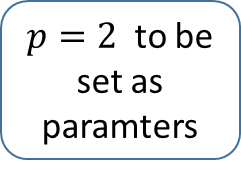 p = 2 to be
set as
paramters